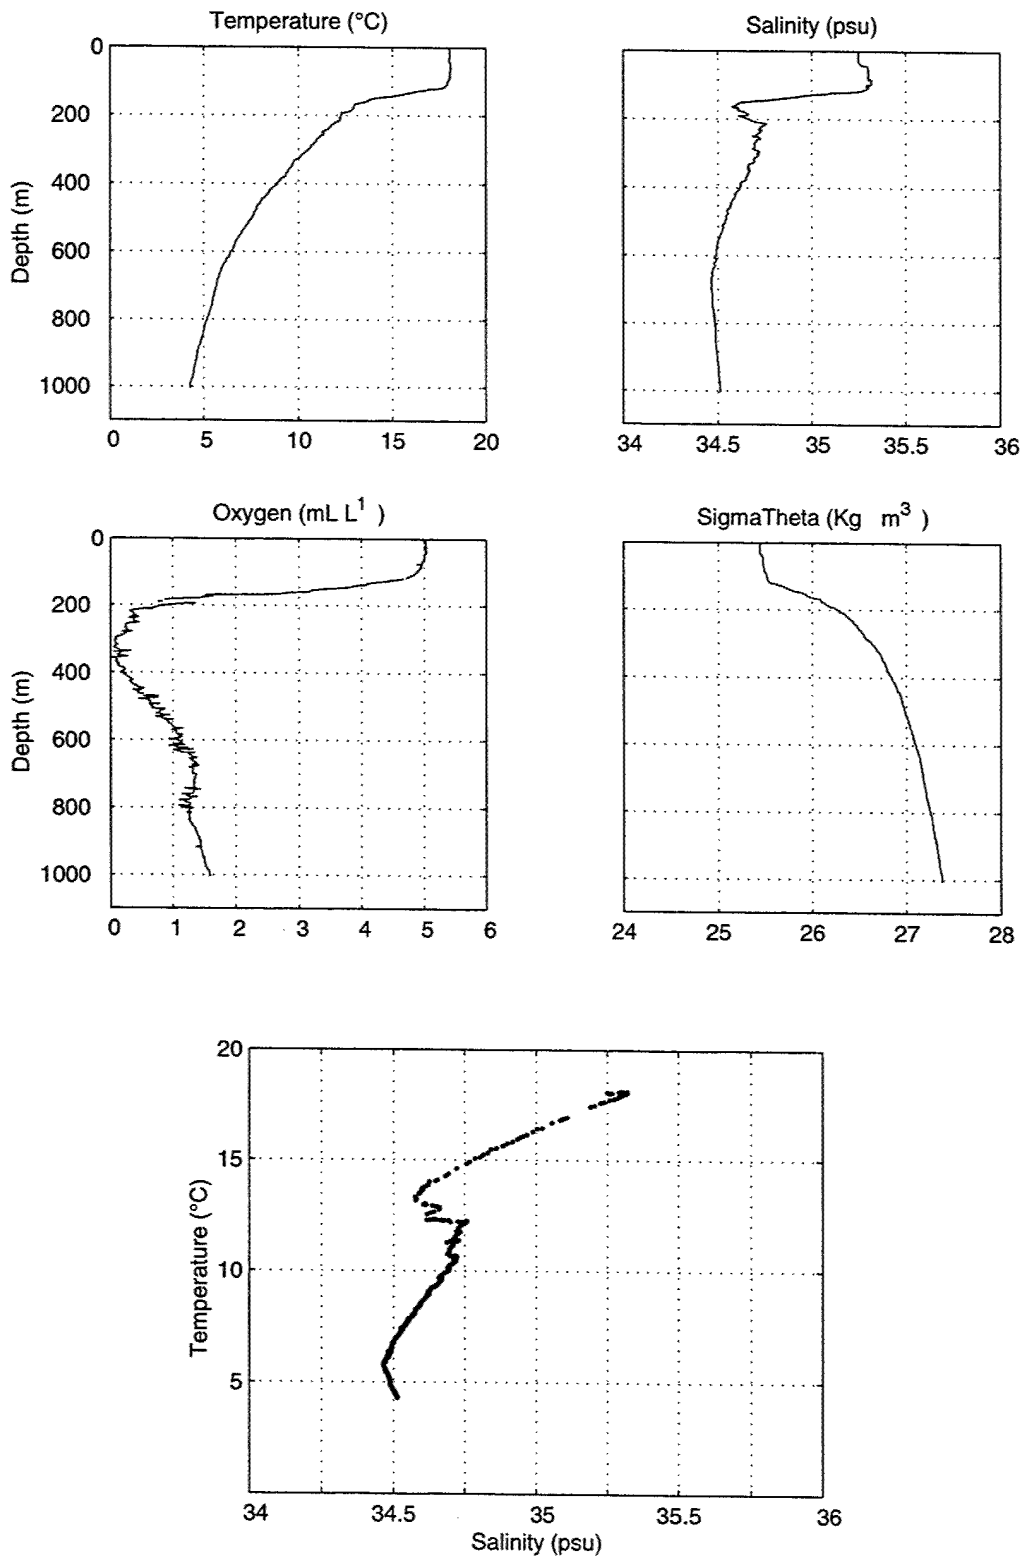 Temperature (°C)
Salinity (psu)
0
200
400
600
800
1000
Depth (m)
0 5 10 15 20
34 34.5 35 35.5 36
Oxygen (mL L1 )
SigmaTheta (Kg m3 )
0
200
400
600
800
1000
Depth (m)
0 1 2 3 4 5 6
24 25 26 27 28
20
15
10
5
Temperature (°C)
34 34.5 35 35.5 36
Salinity (psu)